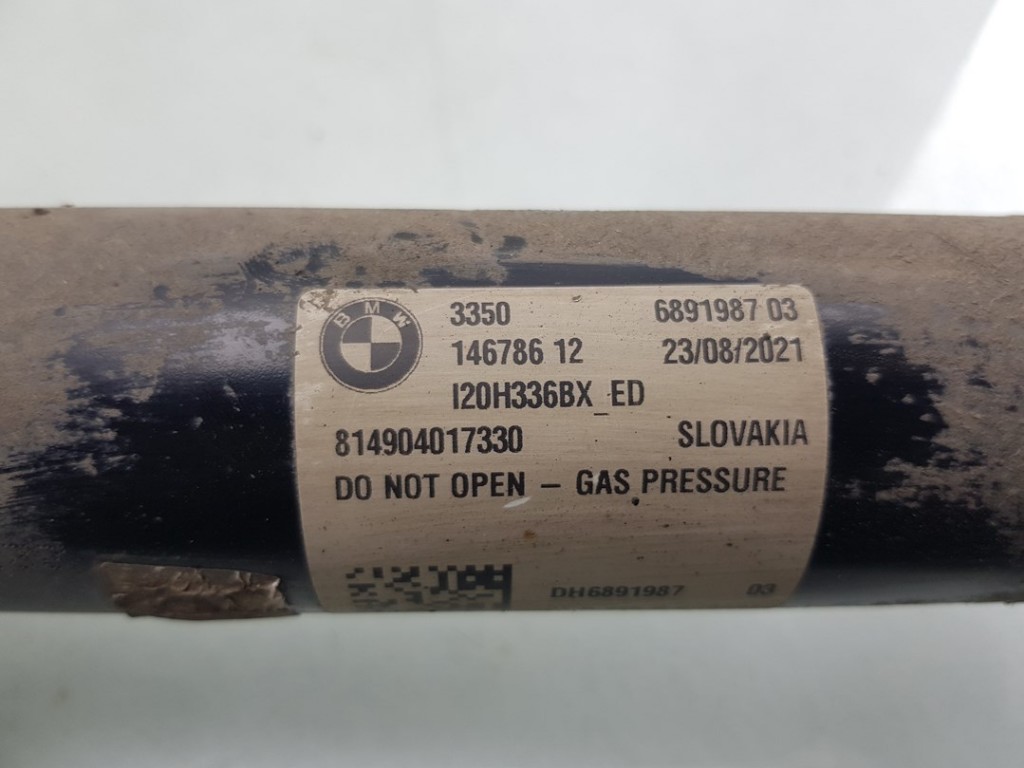 BMW
3350 6891987 03
146786 12 23/08/2021
I20H336BX_ED
814904017330 SLOVAKIA
DO NOT OPEN – GAS PRESSURE
DH6891987 03